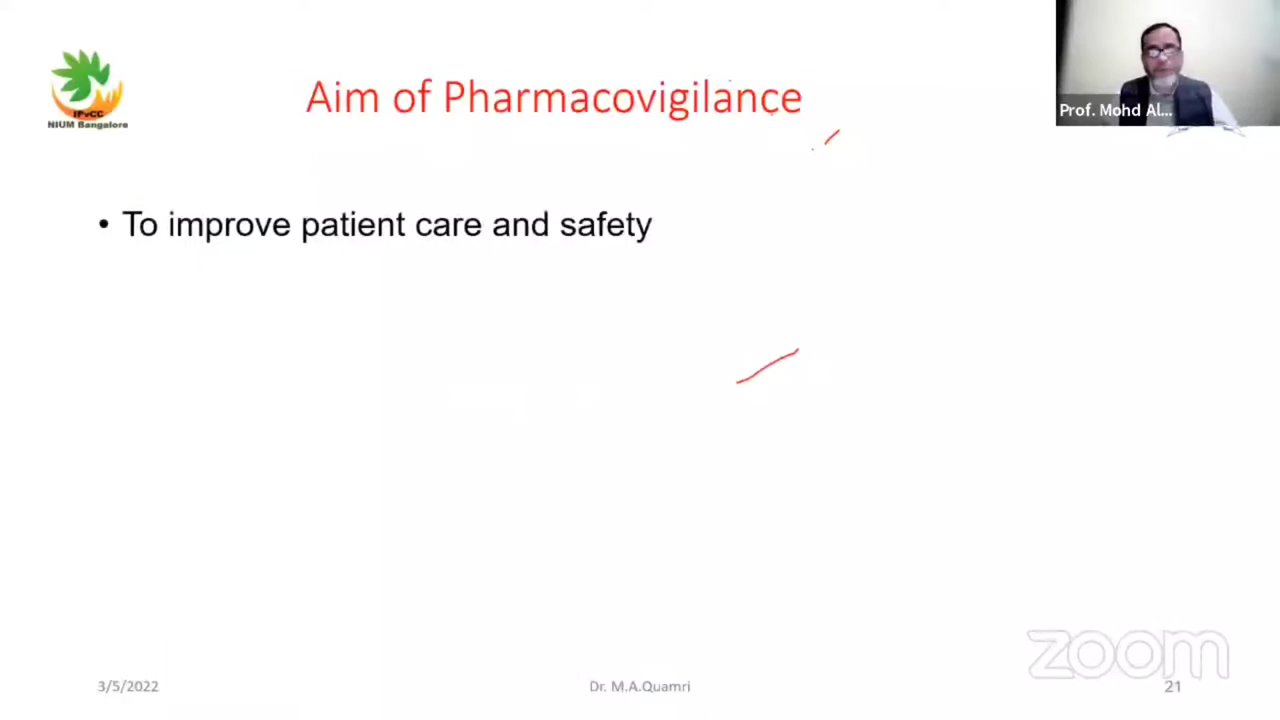 Aim of Pharmacovigilance
IPvCC
NIUM Bangalore
Prof. Mohd Al...
• To improve patient care and safety
zoom
3/5/2022
Dr. M.A.Quamri
21